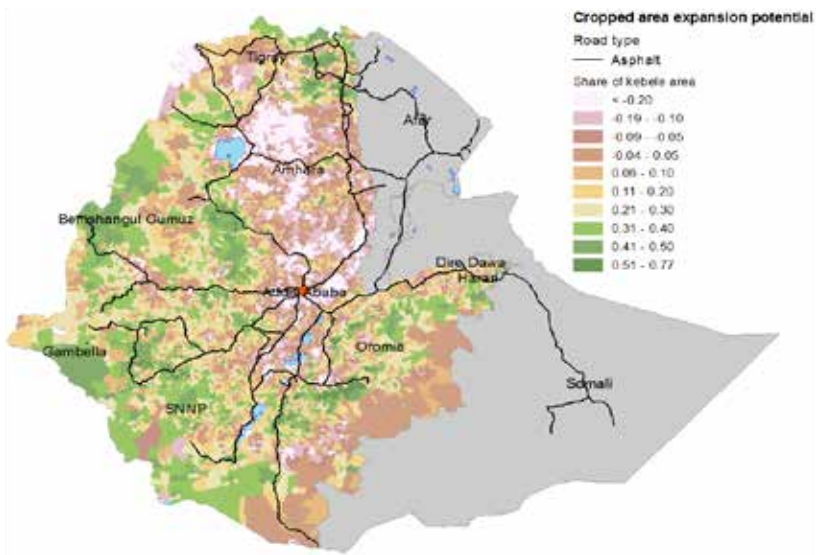 Cropped area expansion potential
Road type
Asphalt
Share of kebele area
< -0.20
-0.19 - -0.10
-0.09 - -0.05
-0.04 - 0.05
0.06 - 0.10
0.11 - 0.20
0.21 - 0.30
0.31 - 0.40
0.41 - 0.50
0.51 - 0.77
Tigray
Afar
Amhara
Benishangul Gumuz
Dire Dawa
Harari
Addis Ababa
Gambella
Oromia
Somali
SNNP